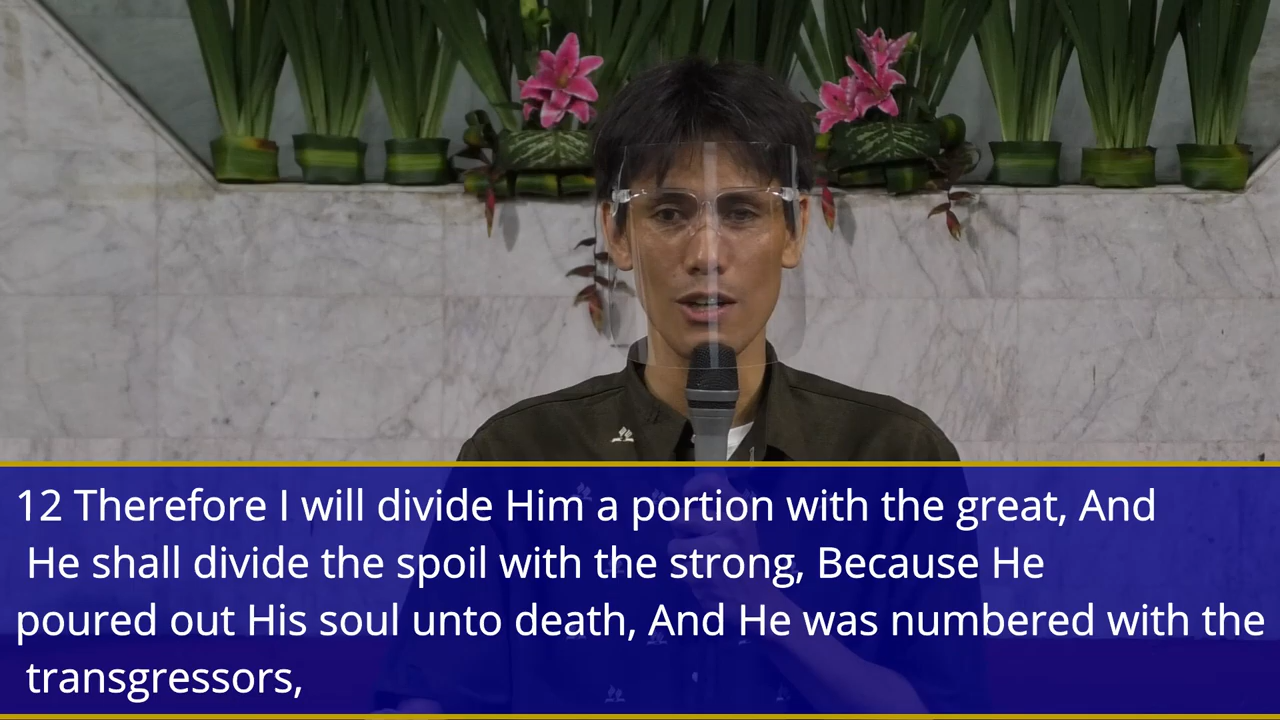 12 Therefore I will divide Him a portion with the great, And
He shall divide the spoil with the strong, Because He
poured out His soul unto death, And He was numbered with the
transgressors,